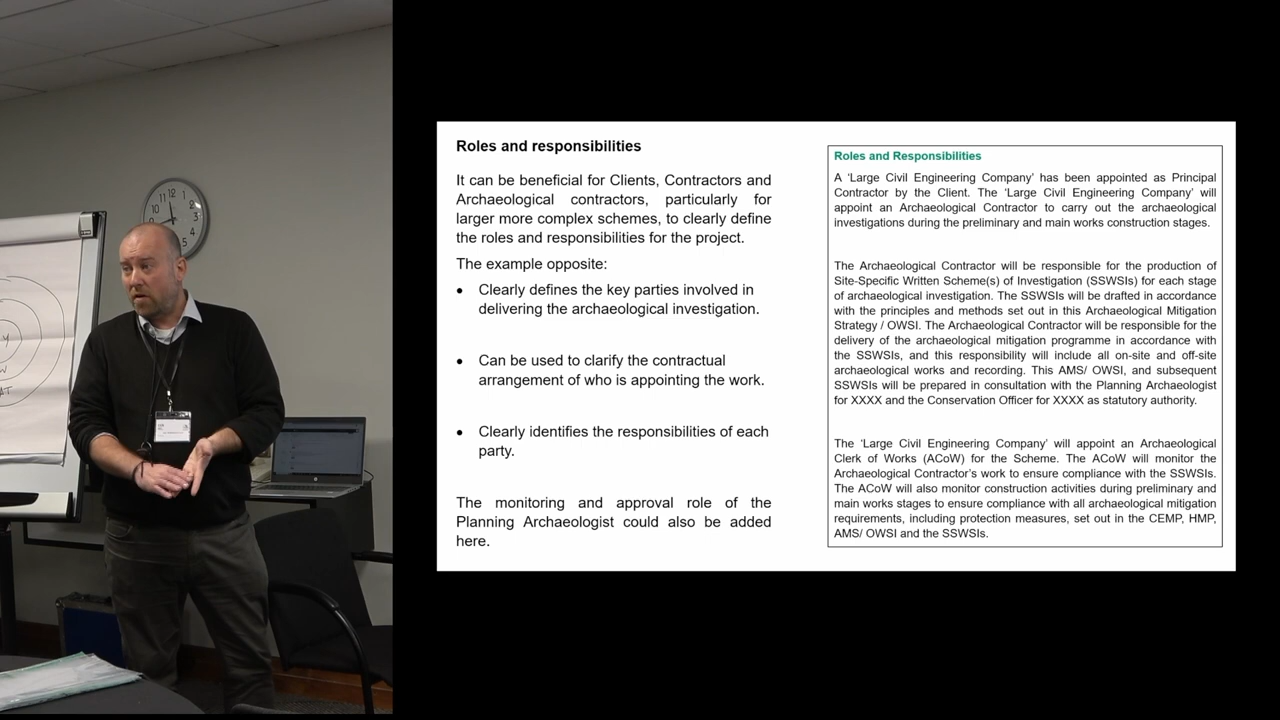 11 12 1
2
3
4
5
8
Y
W
AT
Roles and responsibilities
It can be beneficial for Clients, Contractors and
Archaeological contractors, particularly for
larger more complex schemes, to clearly define
the roles and responsibilities for the project.
The example opposite:
• Clearly defines the key parties involved in
delivering the archaeological investigation.
• Can be used to clarify the contractual
arrangement of who is appointing the work.
• Clearly identifies the responsibilities of each
party.
The monitoring and approval role of the
Planning Archaeologist could also be added
here.
Roles and Responsibilities
A ‘Large Civil Engineering Company’ has been appointed as Principal
Contractor by the Client. The ‘Large Civil Engineering Company’ will
appoint an Archaeological Contractor to carry out the archaeological
investigations during the preliminary and main works construction stages.
The Archaeological Contractor will be responsible for the production of
Site-Specific Written Scheme(s) of Investigation (SSWSIs) for each stage
of archaeological investigation. The SSWSIs will be drafted in accordance
with the principles and methods set out in this Archaeological Mitigation
Strategy / OWSI. The Archaeological Contractor will be responsible for the
delivery of the archaeological mitigation programme in accordance with
the SSWSIs, and this responsibility will include all on-site and off-site
archaeological works and recording. This AMS/ OWSI, and subsequent
SSWSIs will be prepared in consultation with the Planning Archaeologist
for XXXX and the Conservation Officer for XXXX as statutory authority.
The ‘Large Civil Engineering Company’ will appoint an Archaeological
Clerk of Works (ACoW) for the Scheme. The ACoW will monitor the
Archaeological Contractor’s work to ensure compliance with the SSWSIs.
The ACoW will also monitor construction activities during preliminary and
main works stages to ensure compliance with all archaeological mitigation
requirements, including protection measures, set out in the CEMP, HMP,
AMS/ OWSI and the SSWSIs.